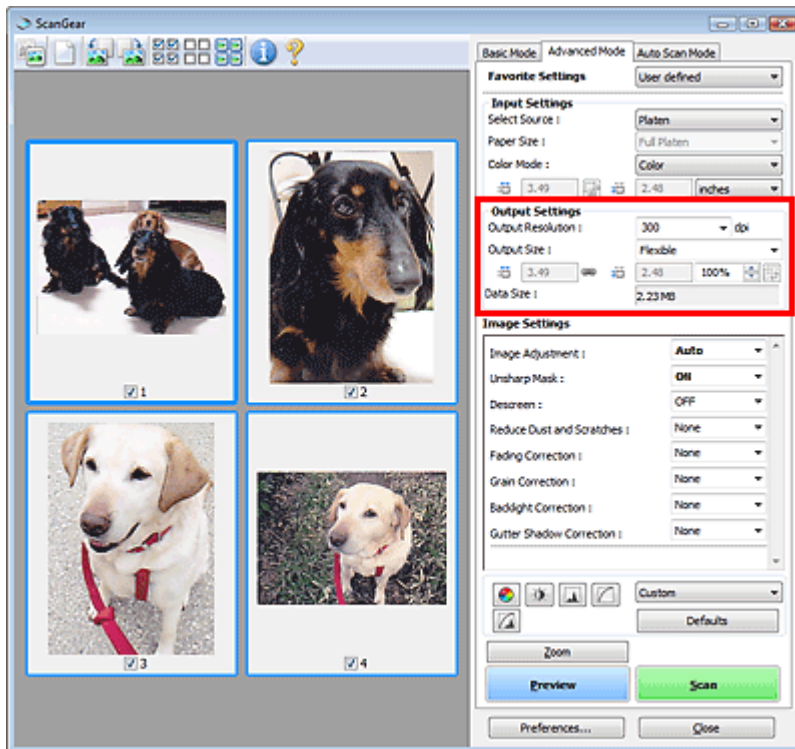 ScanGear
Basic Mode Advanced Mode Auto Scan Mode
Favorite Settings User defined
Input Settings
Select Source : Platen
Paper Size : Full Platen
Color Mode : Color
3.49 2.48 inches
Output Settings
Output Resolution : 300 dpi
Output Size : Flexible
3.49 2.48 100%
Data Size : 2.23 MB
Image Settings
Image Adjustment : Auto
Unsharp Mask : ON
Descreen : OFF
Reduce Dust and Scratches : None
Fading Correction : None
Grain Correction : None
Backlight Correction : None
Gutter Shadow Correction : None
Custom
Defaults
Zoom
Preview Scan
Preferences... Close
1
2
3
4